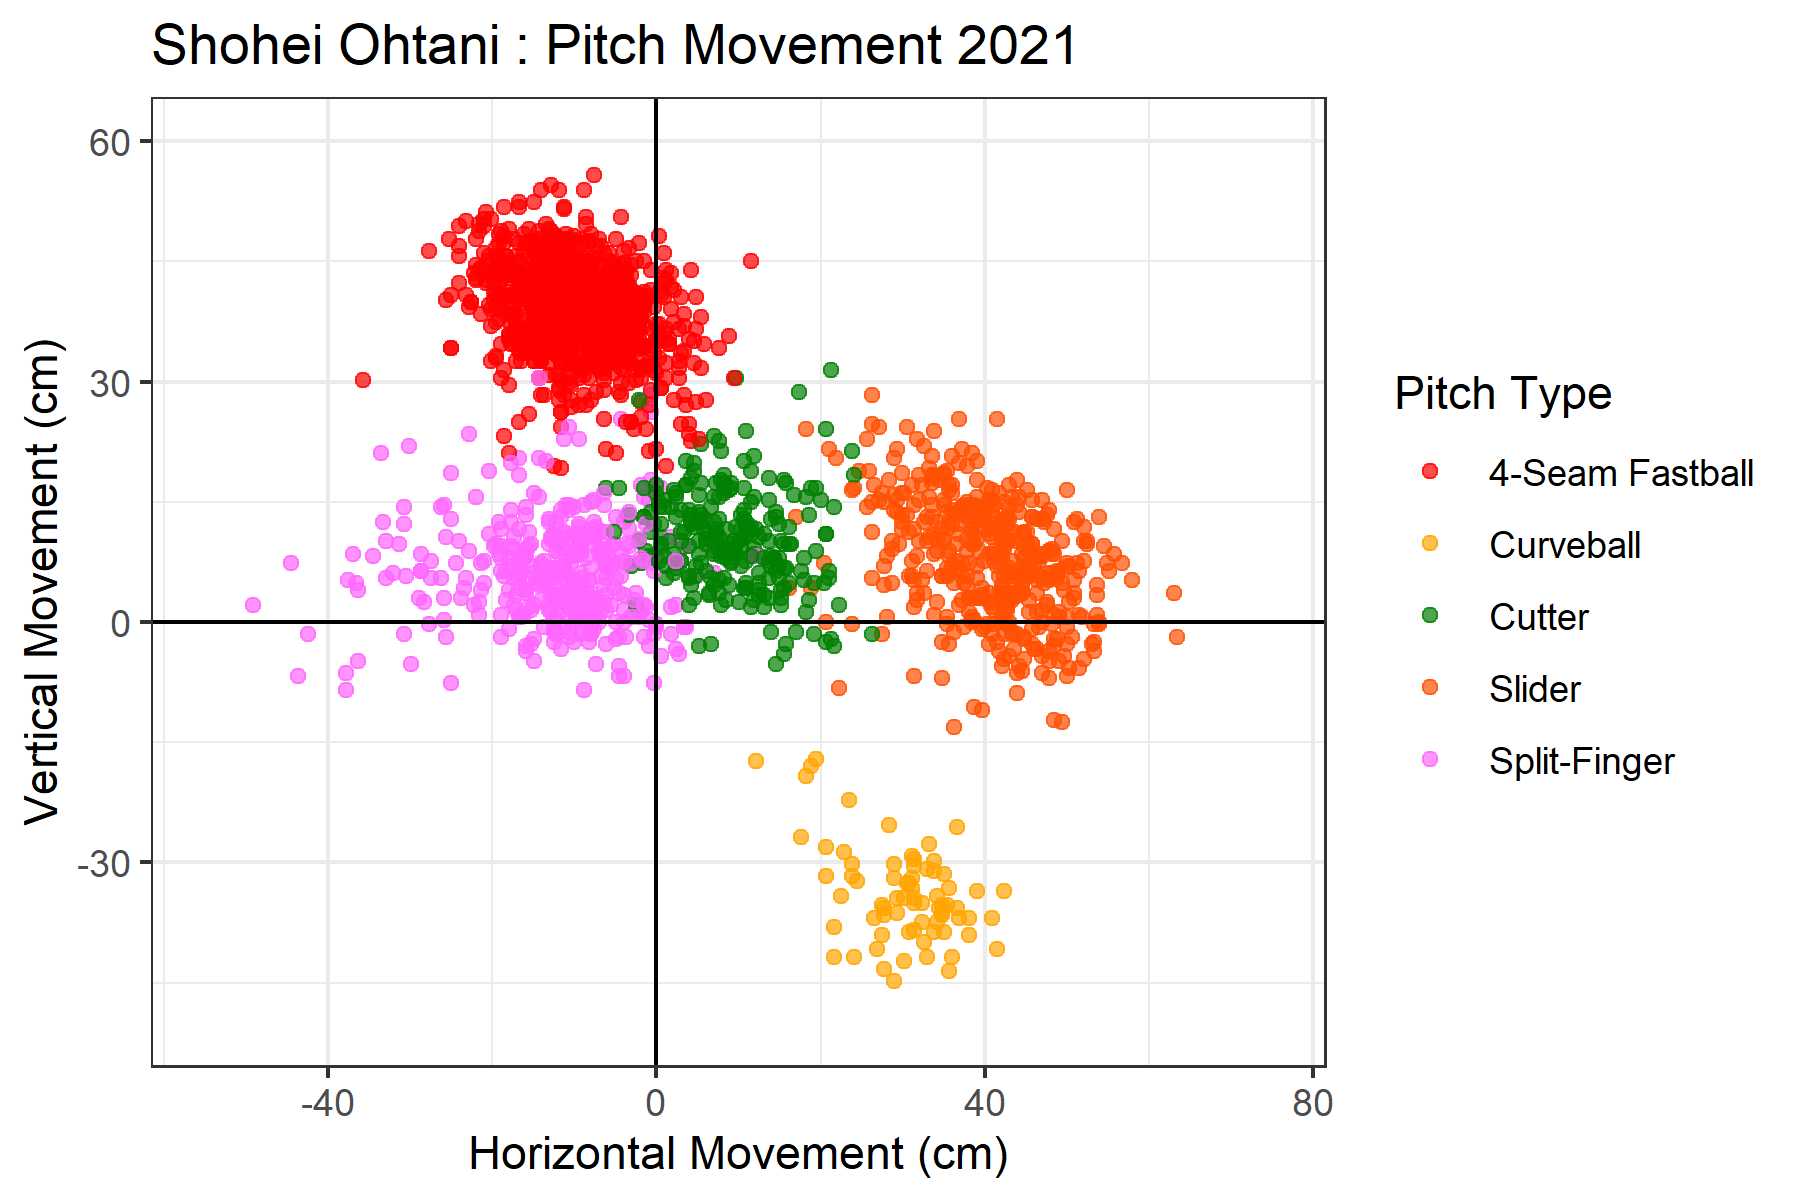 Shohei Ohtani : Pitch Movement 2021
60
30
0
-30
Vertical Movement (cm)
-40
0
40
80
Horizontal Movement (cm)
Pitch Type
4-Seam Fastball
Curveball
Cutter
Slider
Split-Finger